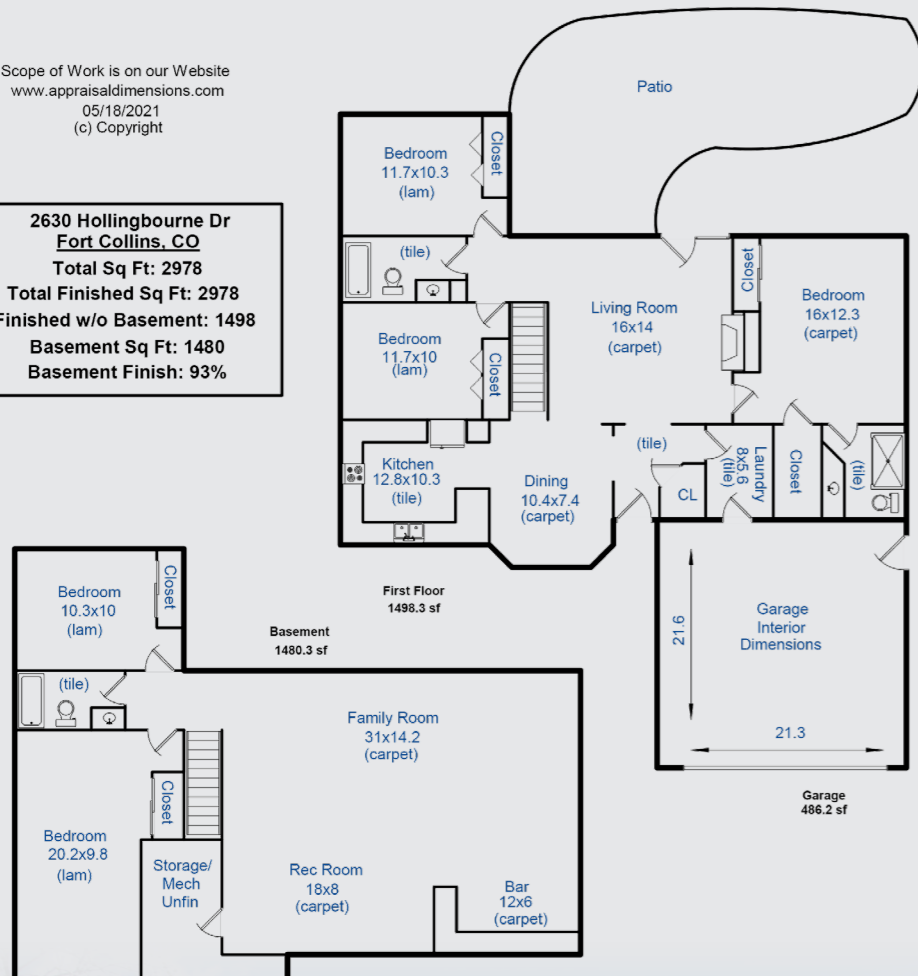 Scope of Work is on our Website
www.appraisaldimensions.com
05/18/2021
(c) Copyright
2630 Hollingbourne Dr
Fort Collins, CO
Total Sq Ft: 2978
Total Finished Sq Ft: 2978
Finished w/o Basement: 1498
Basement Sq Ft: 1480
Basement Finish: 93%
Patio
Bedroom
11.7x10.3
(lam)
Closet
(tile)
Bedroom
11.7x10
(lam)
Closet
Living Room
16x14
(carpet)
Closet
Bedroom
16x12.3
(carpet)
Kitchen
12.8x10.3
(tile)
Dining
10.4x7.4
(carpet)
(tile)
CL
Laundry
8x5.6
(tile)
Closet
(tile)
First Floor
1498.3 sf
Garage
Interior
Dimensions
21.6
21.3
Garage
486.2 sf
Basement
1480.3 sf
Bedroom
10.3x10
(lam)
Closet
(tile)
Family Room
31x14.2
(carpet)
Closet
Bedroom
20.2x9.8
(lam)
Storage/
Mech
Unfin
Rec Room
18x8
(carpet)
Bar
12x6
(carpet)